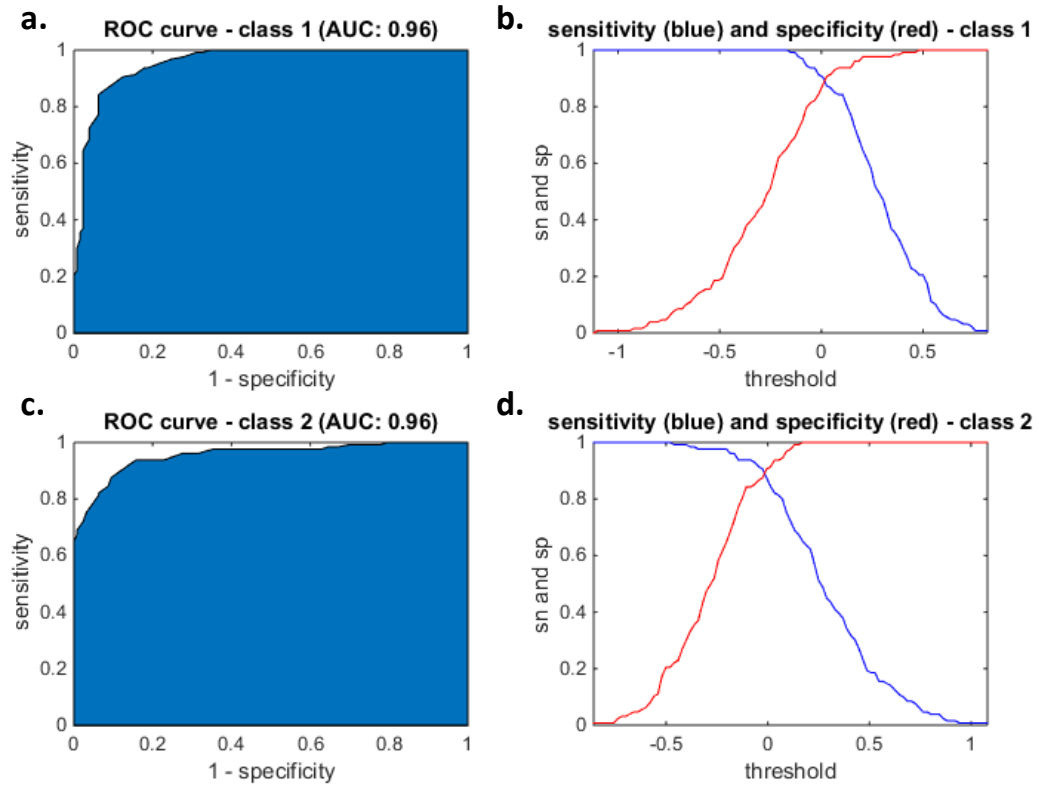 a.
ROC curve - class 1 (AUC: 0.96)
1
0.8
0.6
0.4
0.2
0
sensitivity
0
0.2
0.4
0.6
0.8
1
1 - specificity
b.
sensitivity (blue) and specificity (red) - class 1
1
0.8
0.6
0.4
0.2
0
sn and sp
-1
-0.5
0
0.5
threshold
c.
ROC curve - class 2 (AUC: 0.96)
1
0.8
0.6
0.4
0.2
0
sensitivity
0
0.2
0.4
0.6
0.8
1
1 - specificity
d.
sensitivity (blue) and specificity (red) - class 2
1
0.8
0.6
0.4
0.2
0
sn and sp
-0.5
0
0.5
1
threshold